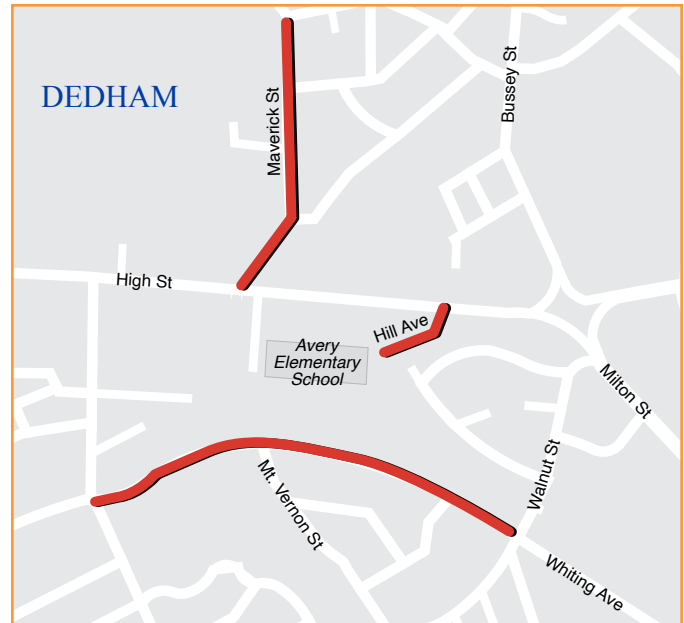 DEDHAM
Maverick St
Bussey St
High St
Hill Ave
Avery
Elementary
School
Milton St
Walnut St
Mt. Vernon St
Whiting Ave